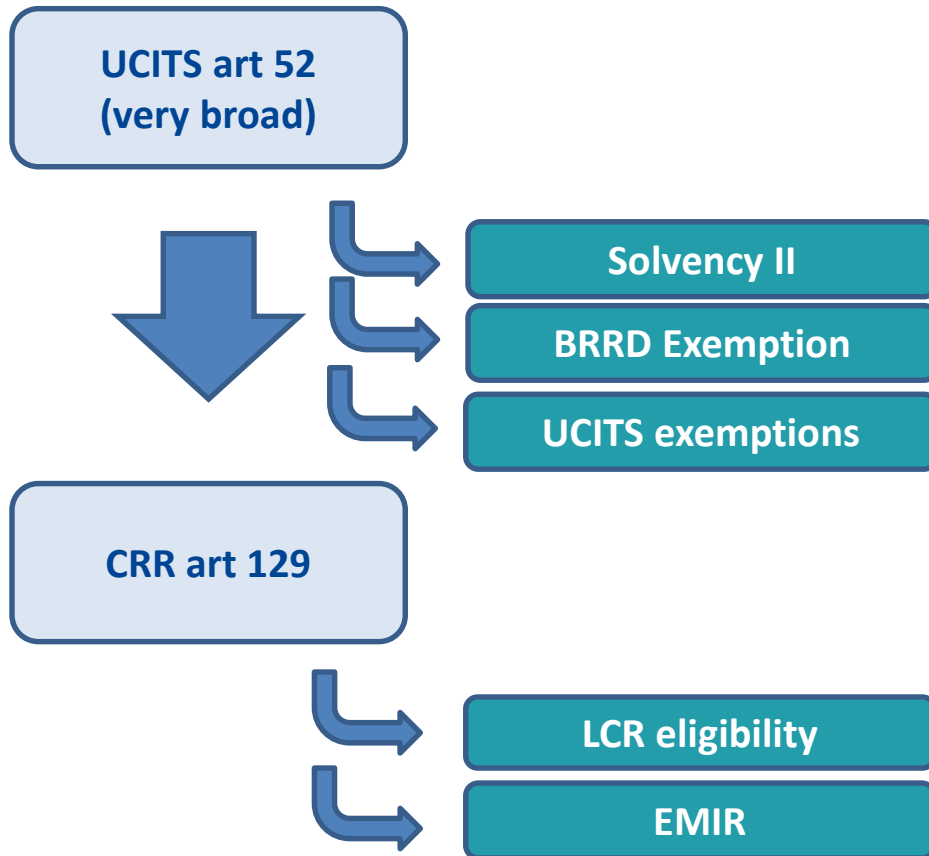 UCITS art 52
(very broad)
Solvency II
BRRD Exemption
UCITS exemptions
CRR art 129
LCR eligibility
EMIR